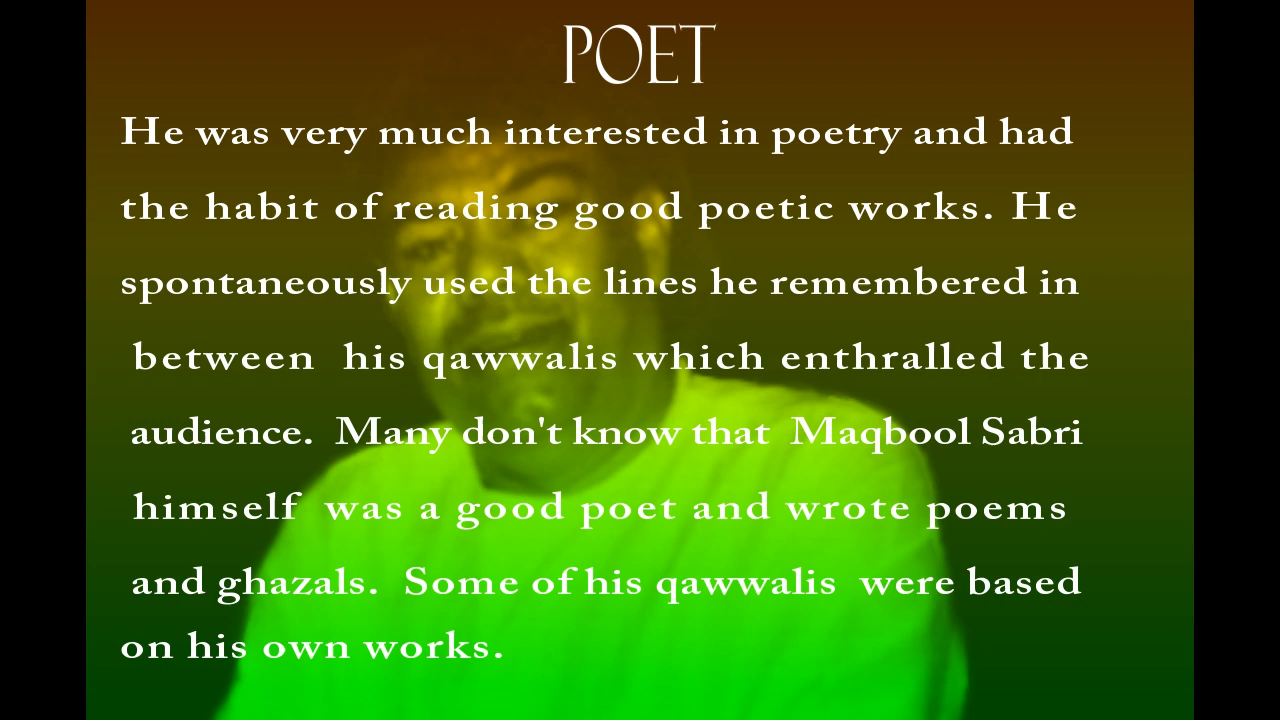 POET
He was very much interested in poetry and had
the habit of reading good poetic works. He
spontaneously used the lines he remembered in
between his qawwalis which enthralled the
audience. Many don't know that Maqbool Sabri
himself was a good poet and wrote poems
and ghazals. Some of his qawwalis were based
on his own works.